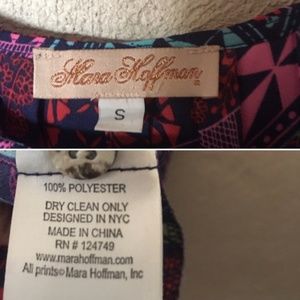 Mara Hoffman
S
100% POLYESTER
DRY CLEAN ONLY
DESIGNED IN NYC
MADE IN CHINA
RN # 124749
www.marahoffman.com
All prints © Mara Hoffman, Inc